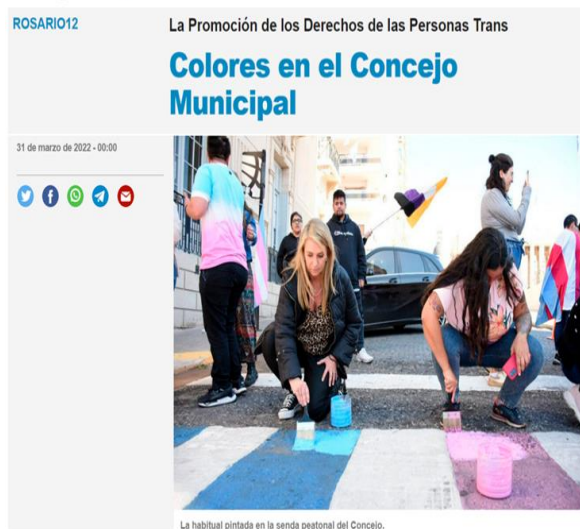 ROSARIO12
La Promoción de los Derechos de las Personas Trans
Colores en el Concejo
Municipal
31 de marzo de 2022 - 00:00
La habitual pintada en la senda peatonal del Concejo.